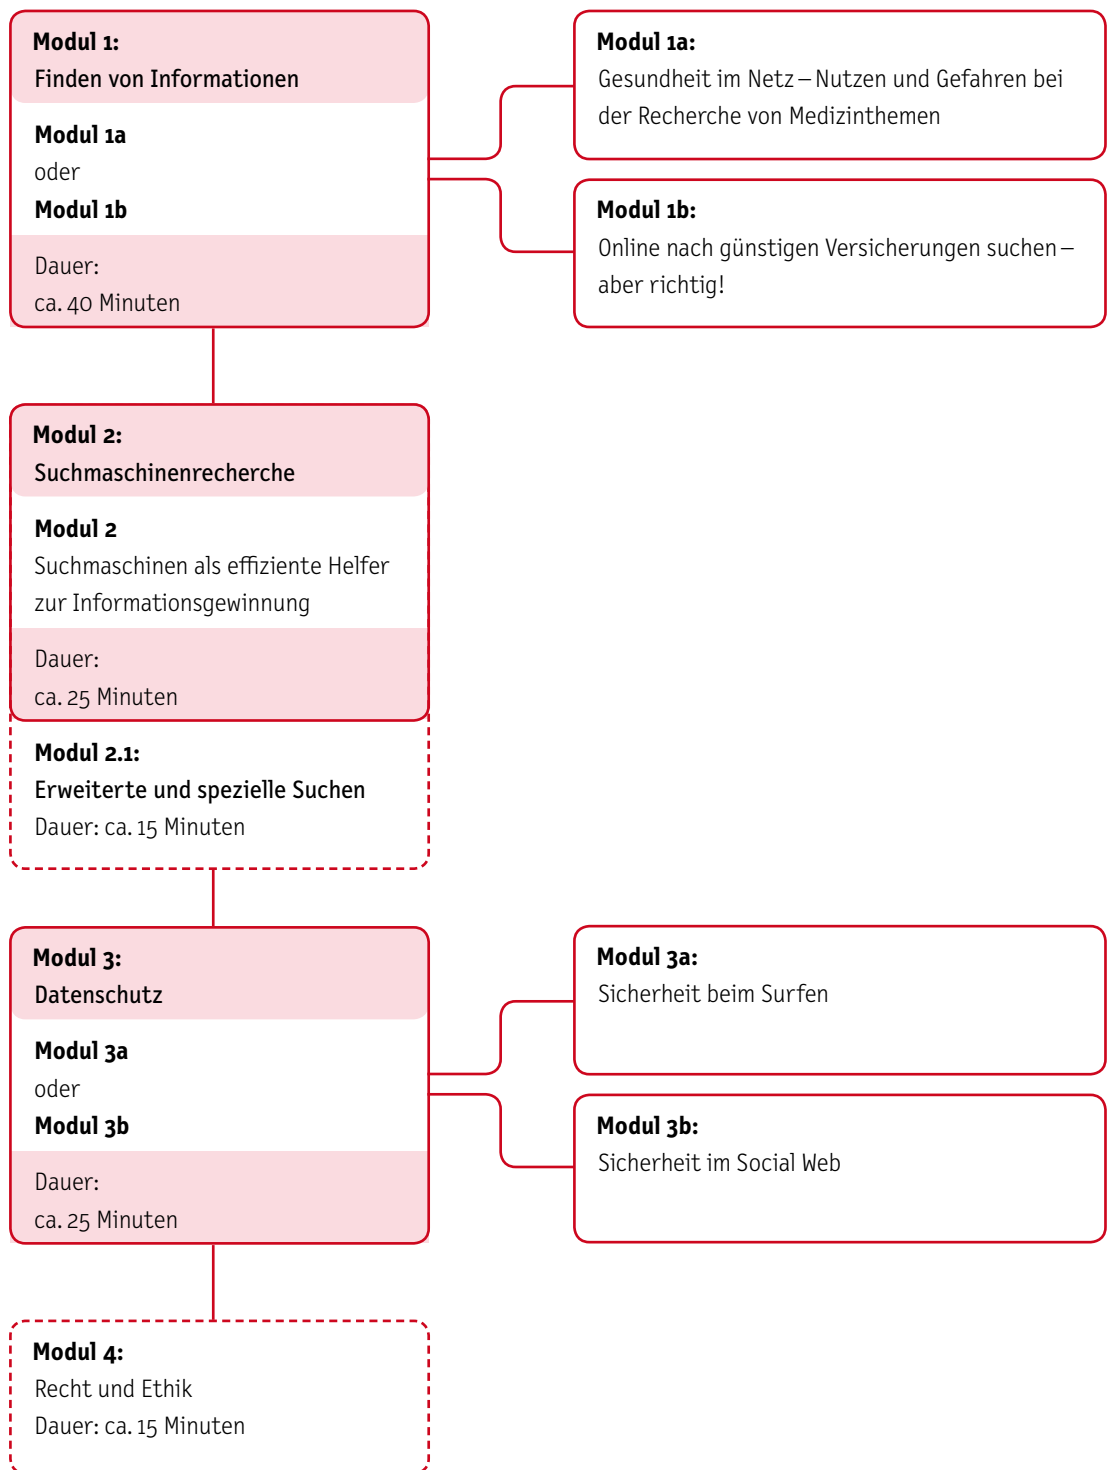 Modul 1:
Finden von Informationen
Modul 1a
oder
Modul 1b
Dauer:
ca. 40 Minuten
Modul 1a:
Gesundheit im Netz – Nutzen und Gefahren bei
der Recherche von Medizinthemen
Modul 1b:
Online nach günstigen Versicherungen suchen –
aber richtig!
Modul 2:
Suchmaschinenrecherche
Modul 2
Suchmaschinen als effiziente Helfer
zur Informationsgewinnung
Dauer:
ca. 25 Minuten
Modul 2.1:
Erweiterte und spezielle Suchen
Dauer: ca. 15 Minuten
Modul 3:
Datenschutz
Modul 3a
oder
Modul 3b
Dauer:
ca. 25 Minuten
Modul 3a:
Sicherheit beim Surfen
Modul 3b:
Sicherheit im Social Web
Modul 4:
Recht und Ethik
Dauer: ca. 15 Minuten